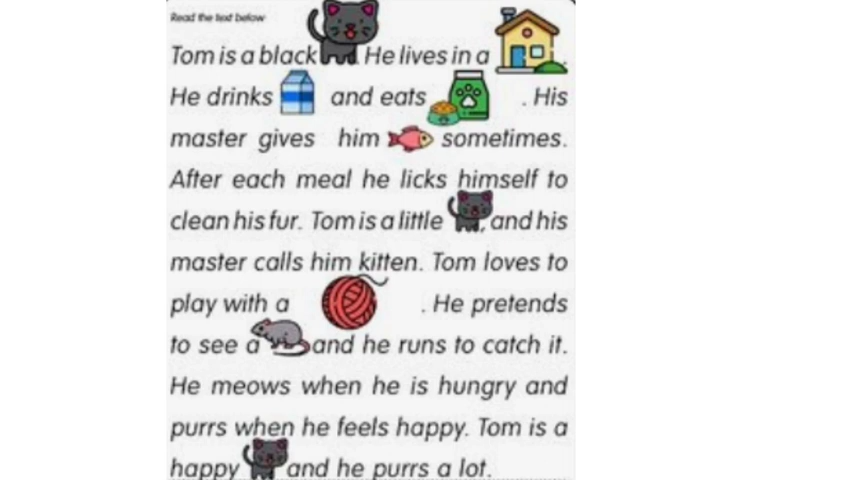 Read the text below
Tom is a black . He lives in a .
He drinks and eats . His
master gives him sometimes.
After each meal he licks himself to
clean his fur. Tom is a little , and his
master calls him kitten. Tom loves to
play with a . He pretends
to see a and he runs to catch it.
He meows when he is hungry and
purrs when he feels happy. Tom is a
happy and he purrs a lot.